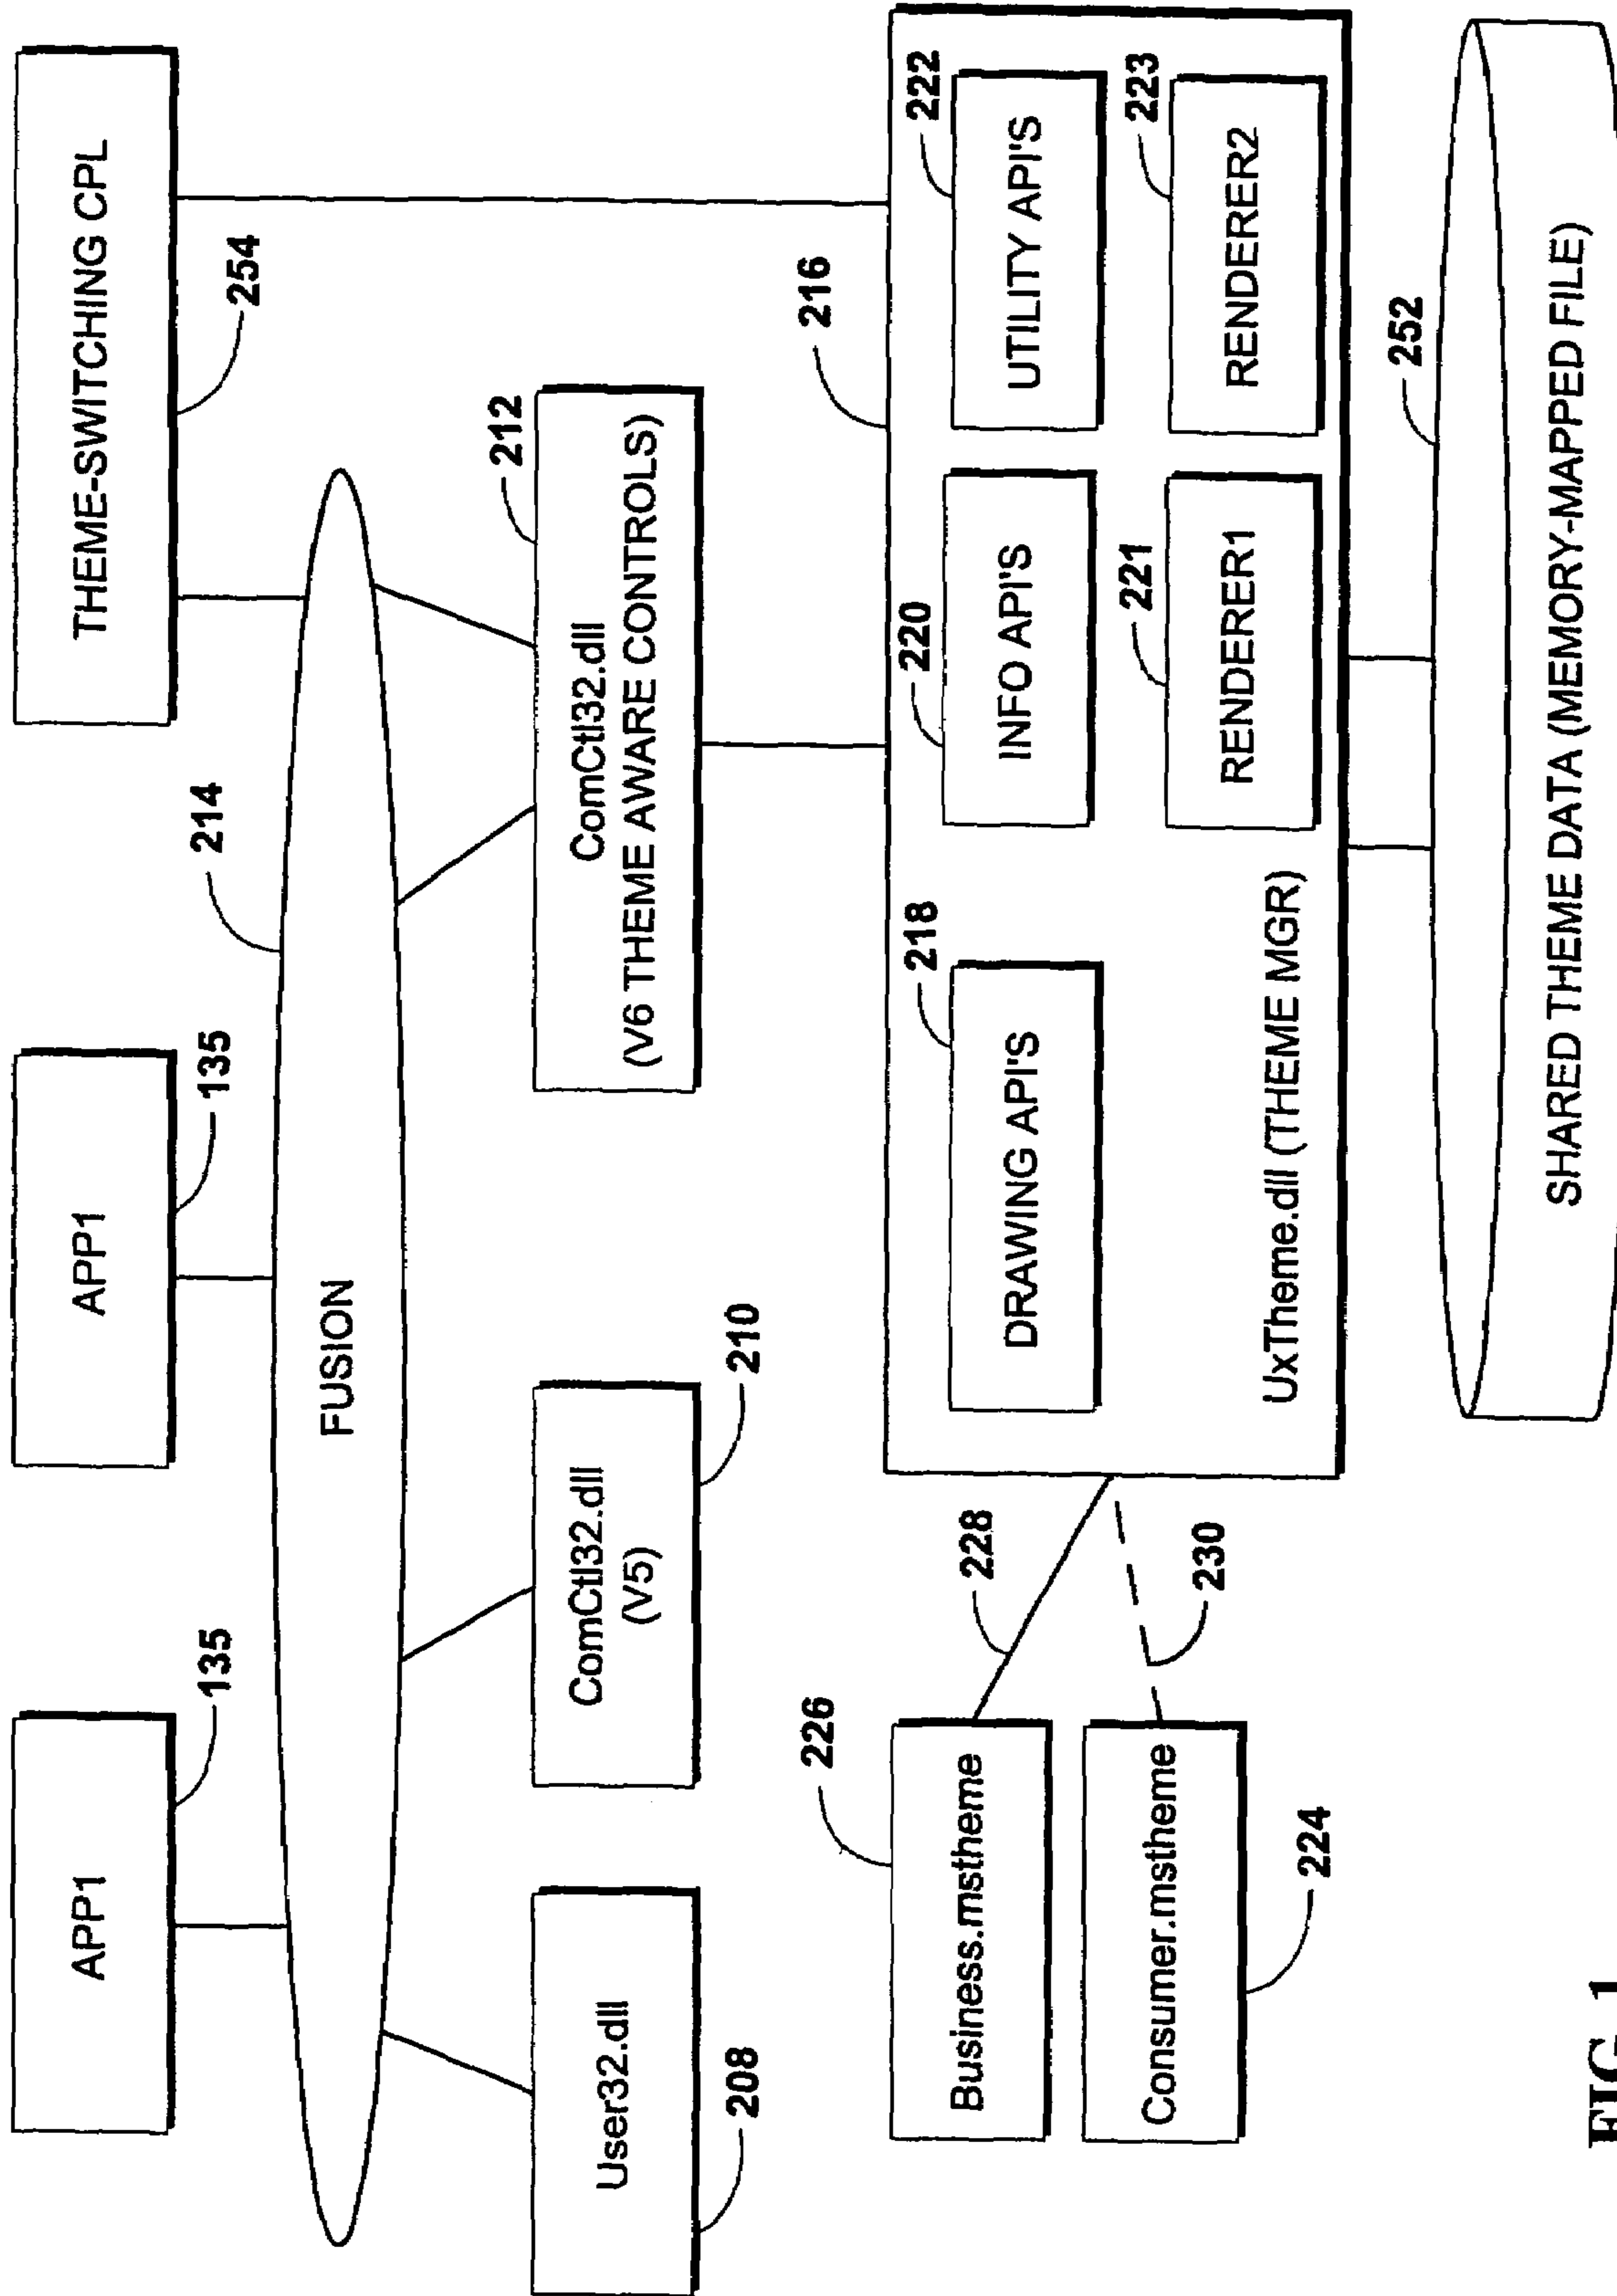 APP1
135
APP1
135
THEME-SWITCHING CPL
254
214
FUSION
User32.dll
208
ComCtl32.dll
(V5)
210
ComCtl32.dll
(V6 THEME AWARE CONTROLS)
212
216
226
Business.mstheme
228
Consumer.mstheme
224
230
218
DRAWING API'S
220
INFO API'S
222
UTILITY API'S
221
RENDERER1
223
RENDERER2
UxTheme.dll (THEME MGR)
252
SHARED THEME DATA (MEMORY-MAPPED FILE)
FIG. 1